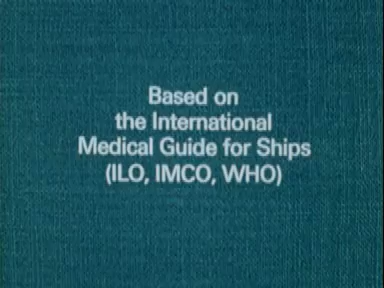 Based on
the International
Medical Guide for Ships
(ILO, IMCO, WHO)